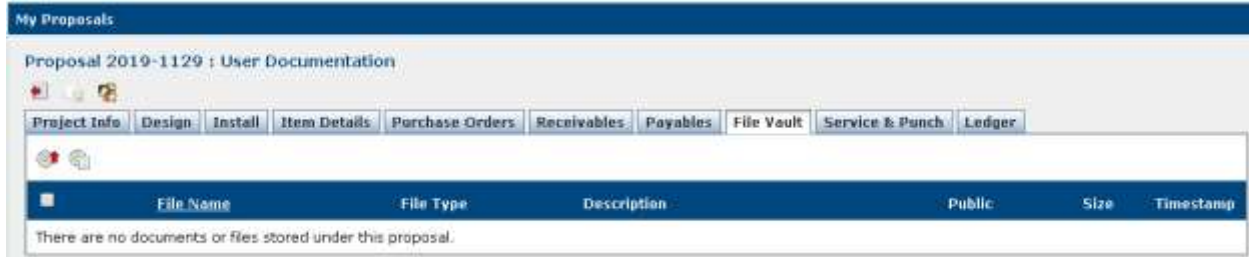 My Proposals
Proposal 2019-1129 : User Documentation
Project Info Design Install Item Details Purchase Orders Receivables Payables File Vault Service & Punch Ledger
File Name File Type Description Public Size Timestamp
There are no documents or files stored under this proposal.